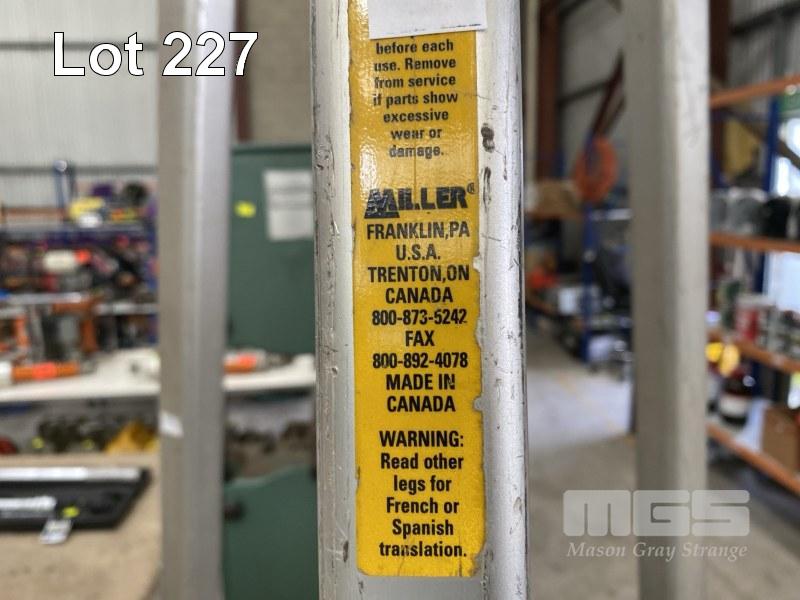 Lot 227
before each
use. Remove
from service
if parts show
excessive
wear or
damage.
MILLER®
FRANKLIN,PA
U.S.A.
TRENTON,ON
CANADA
800-873-5242
FAX
800-892-4078
MADE IN
CANADA
WARNING:
Read other
legs for
French or
Spanish
translation.
MGS
Mason Gray Strange